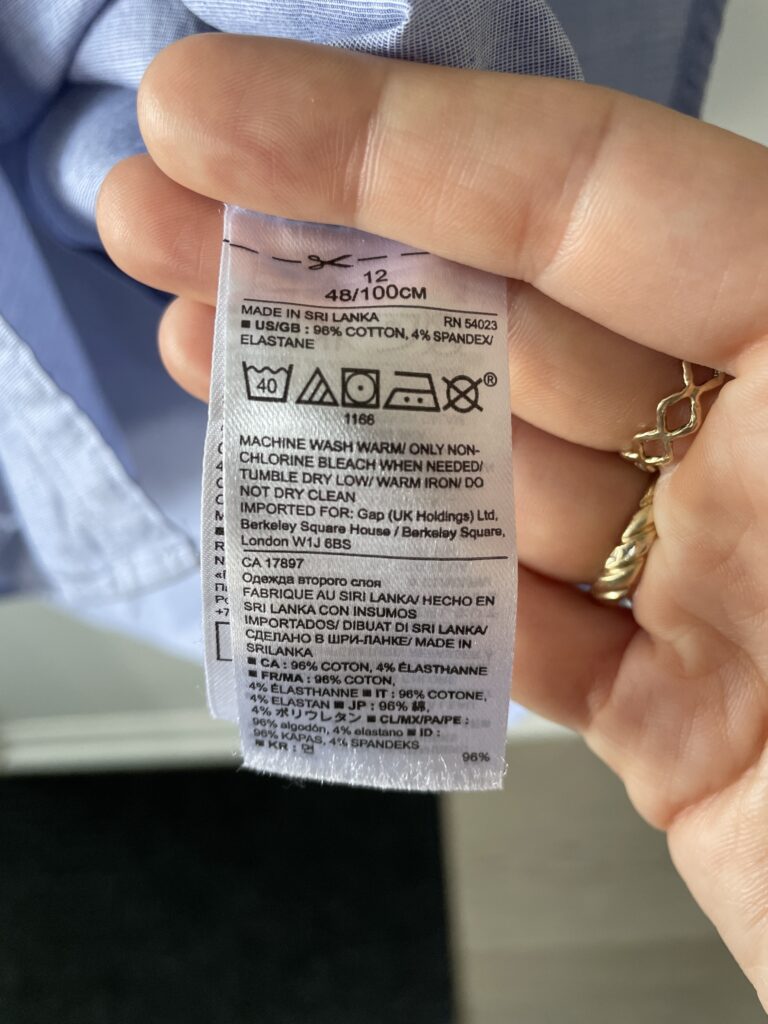 12
48/100CM
MADE IN SRI LANKA
RN 54023
■ US/GB : 96% COTTON, 4% SPANDEX/
ELASTANE
40
®
1166
MACHINE WASH WARM/ ONLY NON-
CHLORINE BLEACH WHEN NEEDED/
TUMBLE DRY LOW/ WARM IRON/ DO
NOT DRY CLEAN
IMPORTED FOR: Gap (UK Holdings) Ltd,
Berkeley Square House / Berkeley Square,
London W1J 6BS
CA 17897
Одежда второго слоя
FABRIQUE AU SIRI LANKA/ HECHO EN
SRI LANKA CON INSUMOS
IMPORTADOS/ DIBUAT DI SRI LANKA/
СДЕЛАНО В ШРИ-ЛАНКЕ/ MADE IN
SRILANKA
■ CA : 96% COTON, 4% ÉLASTHANNE
■ FR/MA : 96% COTON,
4% ÉLASTHANNE ■ IT : 96% COTONE,
4% ELASTAN ■ JP : 96% 綿,
4% ポリウレタン ■ CL/MX/PA/PE :
96% algodón, 4% elastano ■ ID :
96% KAPAS, 4% SPANDEKS
■ KR : 면
96%